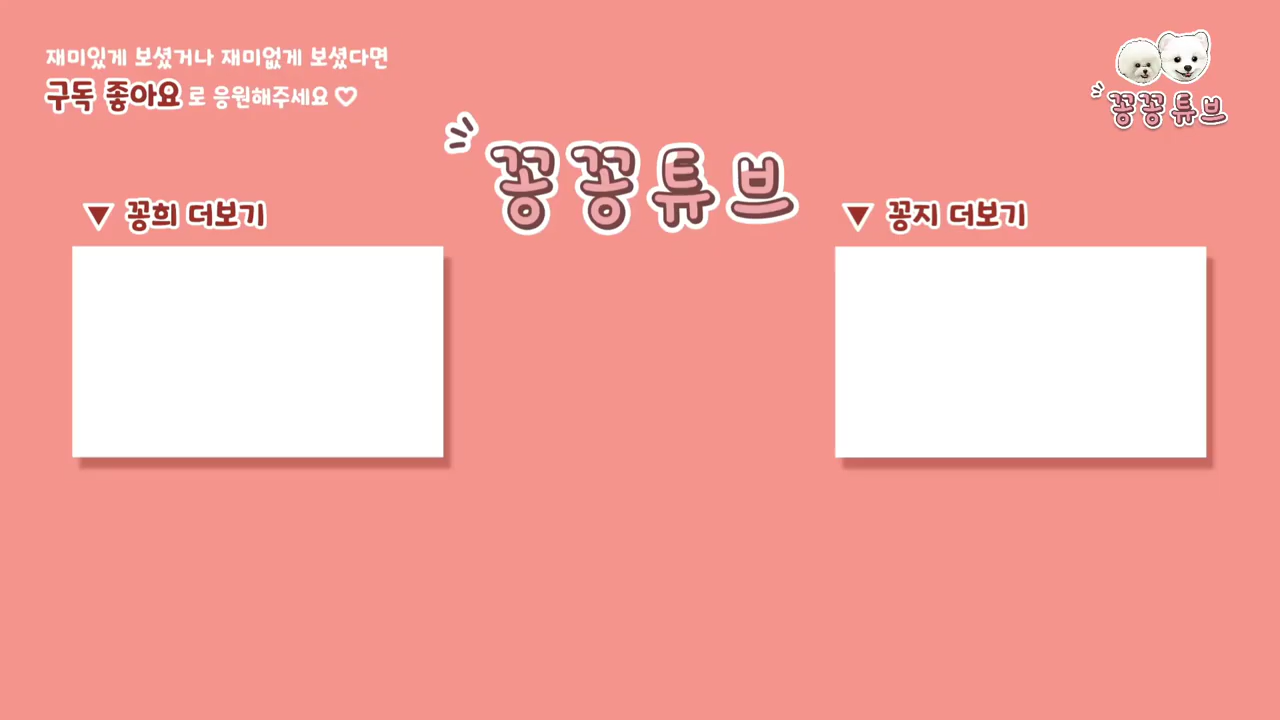 재미있게 보셨거나 재미없게 보셨다면
구독 좋아요 로 응원해주세요 ♡
꽁꽁튜브
꽁꽁튜브
▼ 꽁희 더보기
▼ 꽁지 더보기